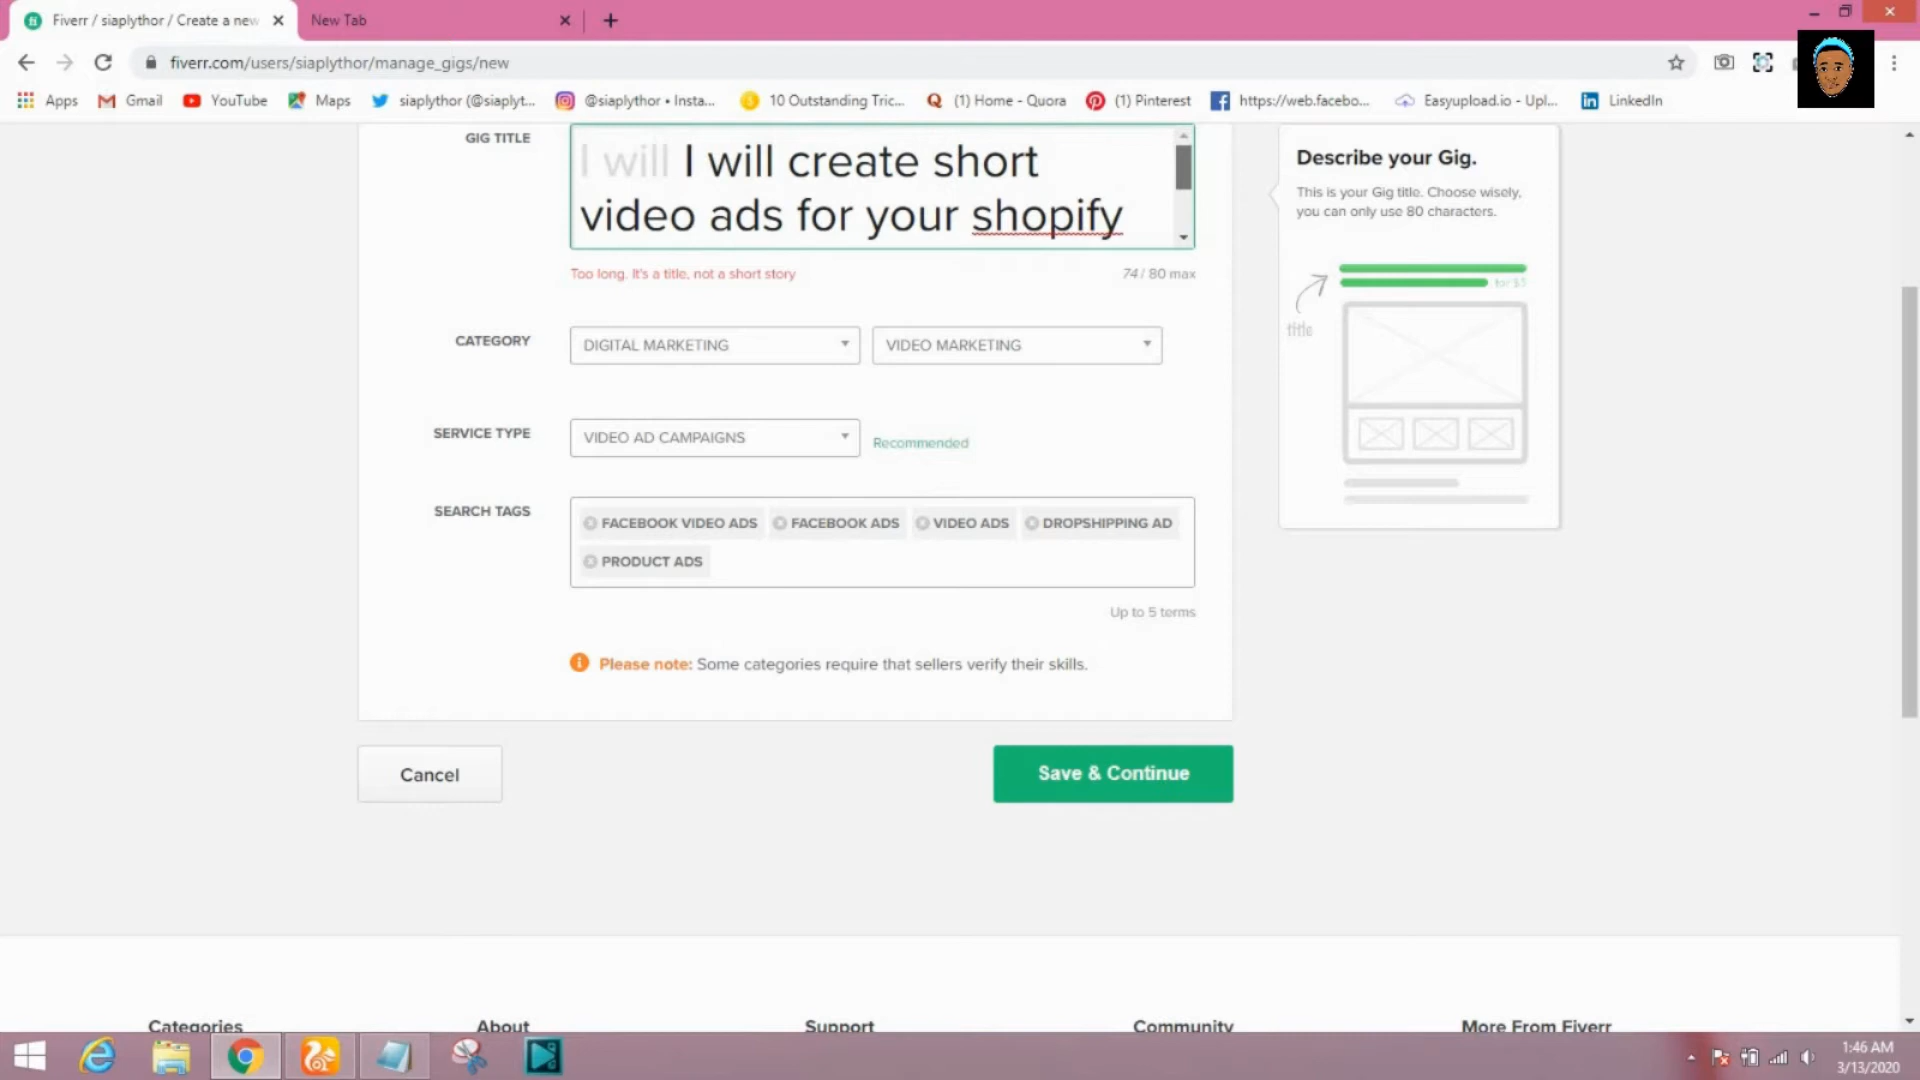 Fiverr / siaplythor / Create a new
New Tab
fiverr.com/users/siaplythor/manage_gigs/new
Apps
Gmail
YouTube
Maps
siaplythor (@siaplyt...
@siaplythor • Insta...
10 Outstanding Tric...
(1) Home - Quora
(1) Pinterest
https://web.facebo...
Easyupload.io - Upl...
LinkedIn
GIG TITLE
I will I will create short
video ads for your shopify
Too long. It's a title, not a short story
74 / 80 max
Describe your Gig.
This is your Gig title. Choose wisely,
you can only use 80 characters.
for $5
title
CATEGORY
DIGITAL MARKETING
VIDEO MARKETING
SERVICE TYPE
VIDEO AD CAMPAIGNS
Recommended
SEARCH TAGS
FACEBOOK VIDEO ADS
FACEBOOK ADS
VIDEO ADS
DROPSHIPPING AD
PRODUCT ADS
Up to 5 terms
Please note: Some categories require that sellers verify their skills.
Cancel
Save & Continue
Categories
About
Support
Community
More From Fiverr
1:46 AM
3/13/2020